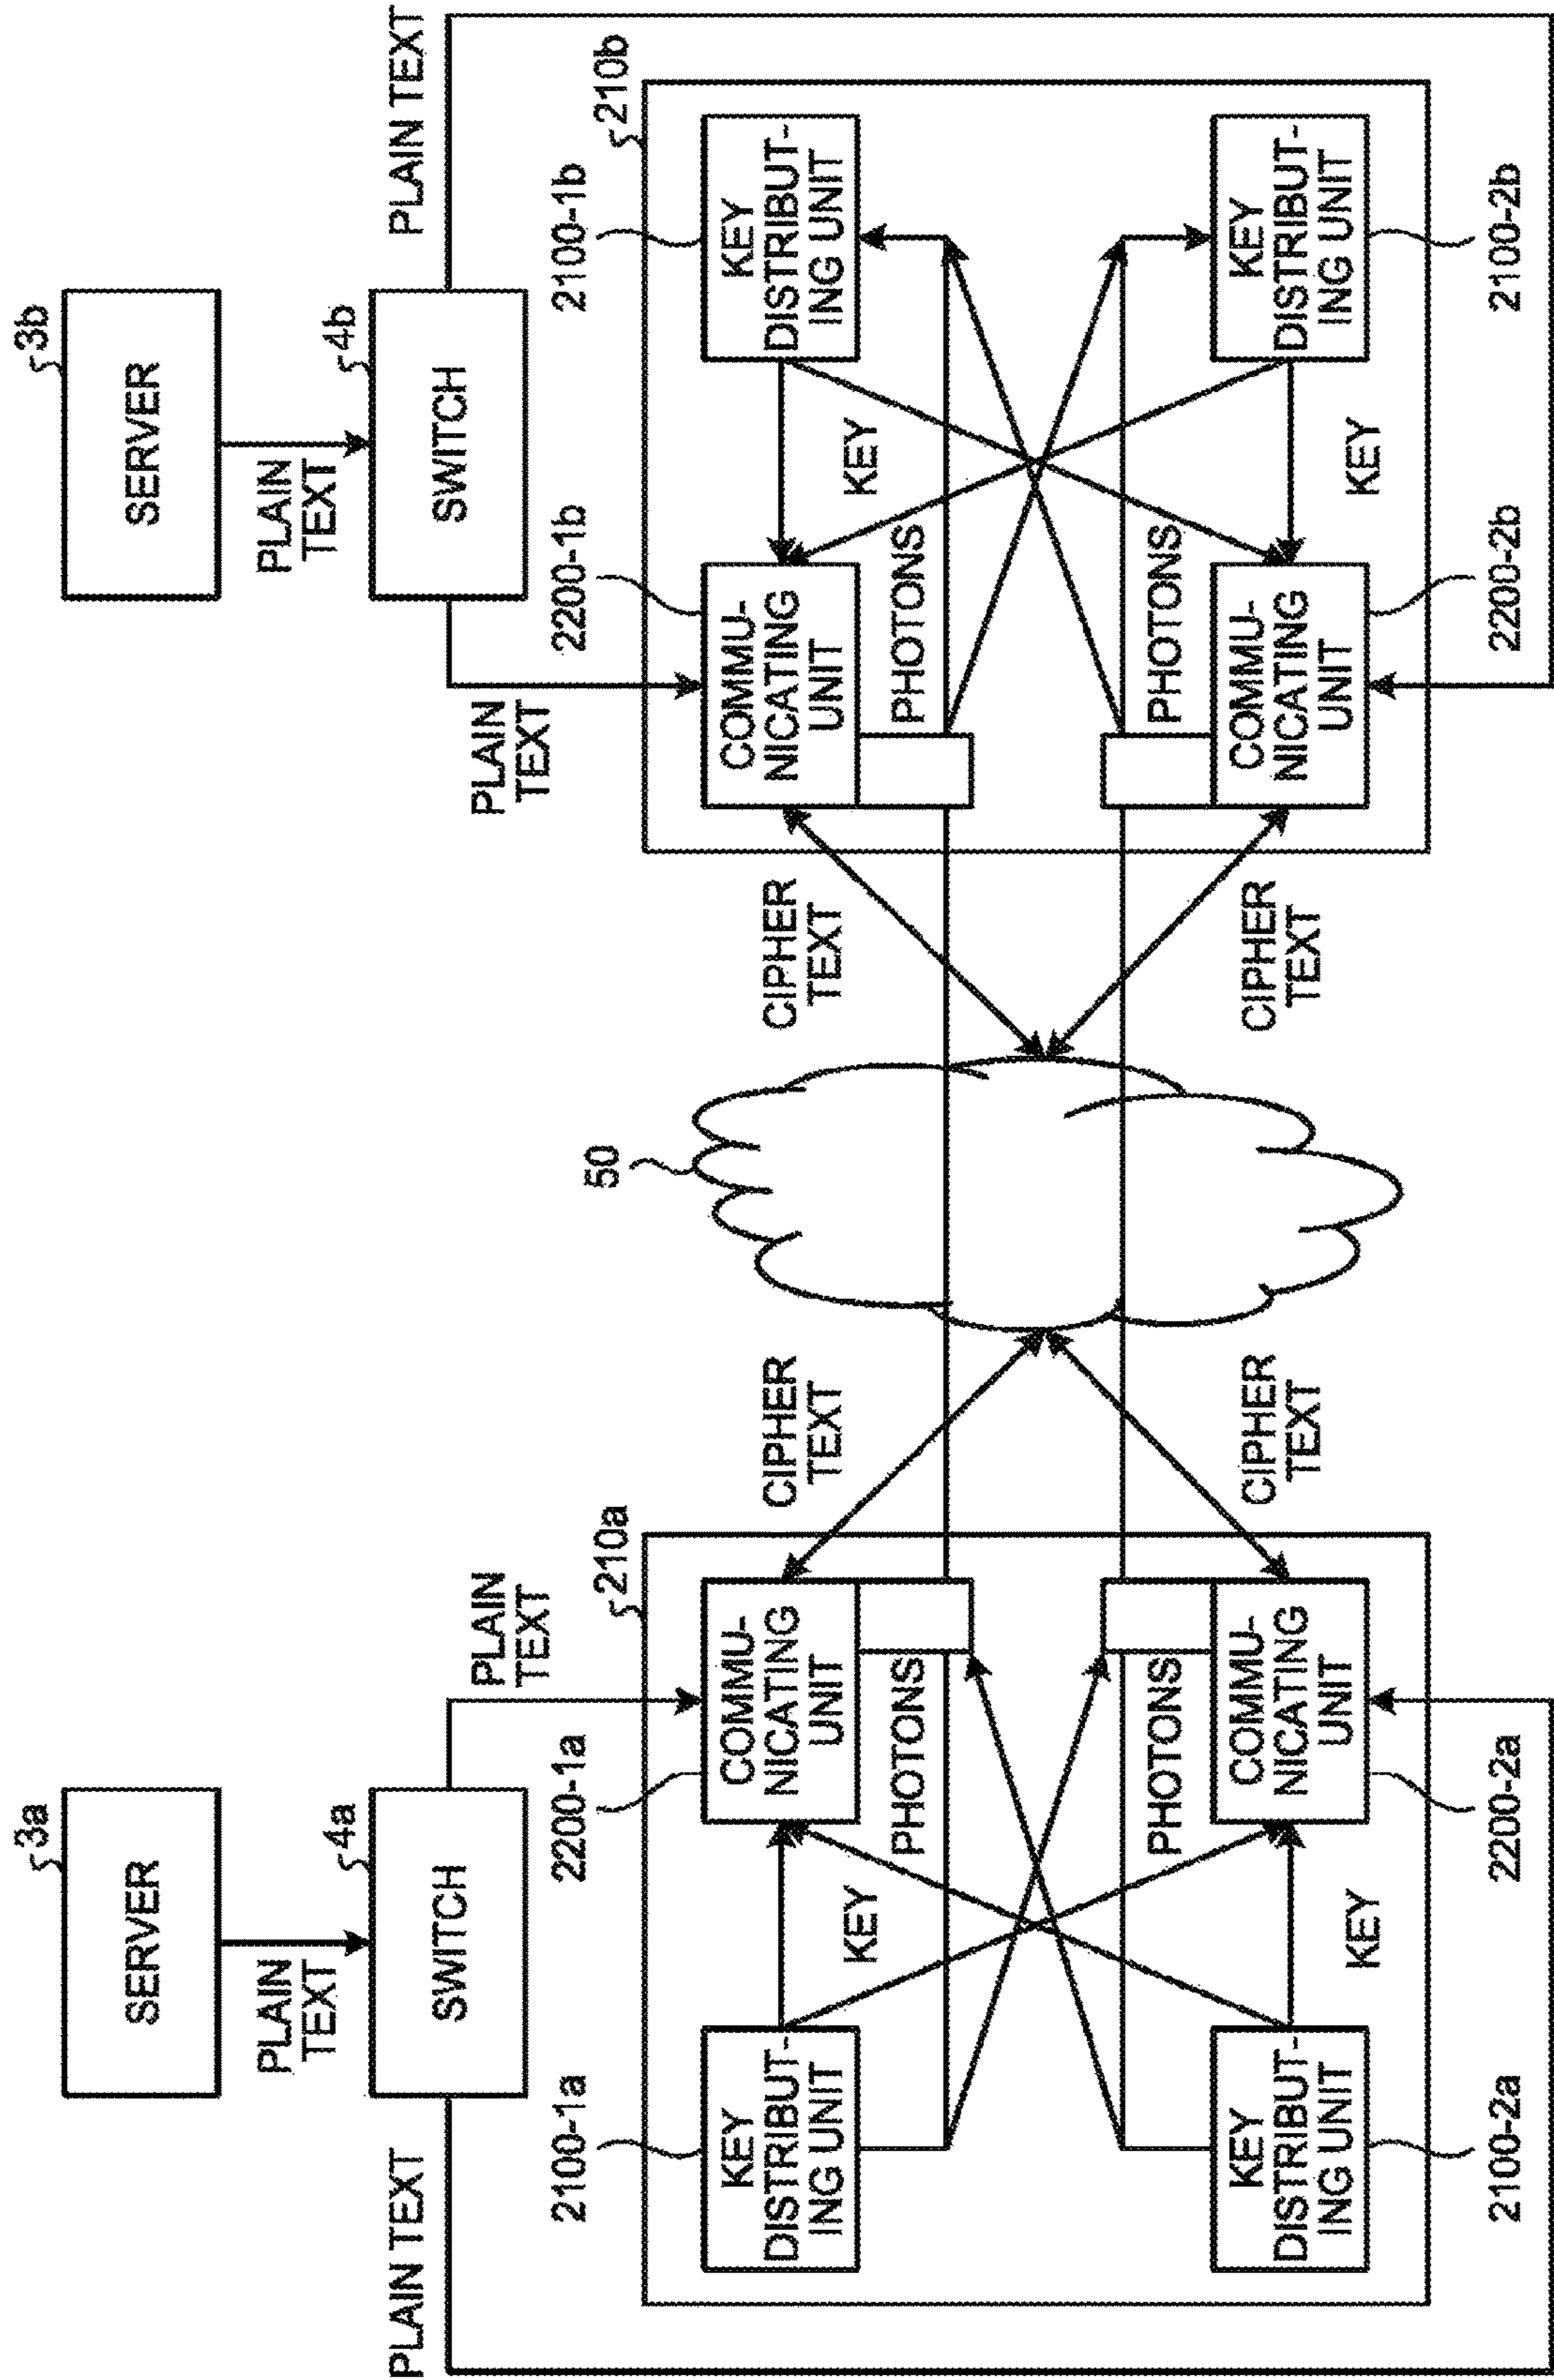 3a
SERVER
PLAIN
TEXT
4a
SWITCH
PLAIN TEXT
PLAIN
TEXT
210a
2100-1a
KEY
DISTRIBUT-
ING UNIT
2200-1a
COMMU-
NICATING
UNIT
KEY
PHOTONS
PHOTONS
KEY
2100-2a
KEY
DISTRIBUT-
ING UNIT
2200-2a
COMMU-
NICATING
UNIT
CIPHER
TEXT
CIPHER
TEXT
50
CIPHER
TEXT
CIPHER
TEXT
3b
SERVER
PLAIN
TEXT
4b
SWITCH
PLAIN
TEXT
PLAIN TEXT
210b
2200-1b
COMMU-
NICATING
UNIT
2100-1b
KEY
DISTRIBUT-
ING UNIT
PHOTONS
KEY
PHOTONS
KEY
2200-2b
COMMU-
NICATING
UNIT
2100-2b
KEY
DISTRIBUT-
ING UNIT